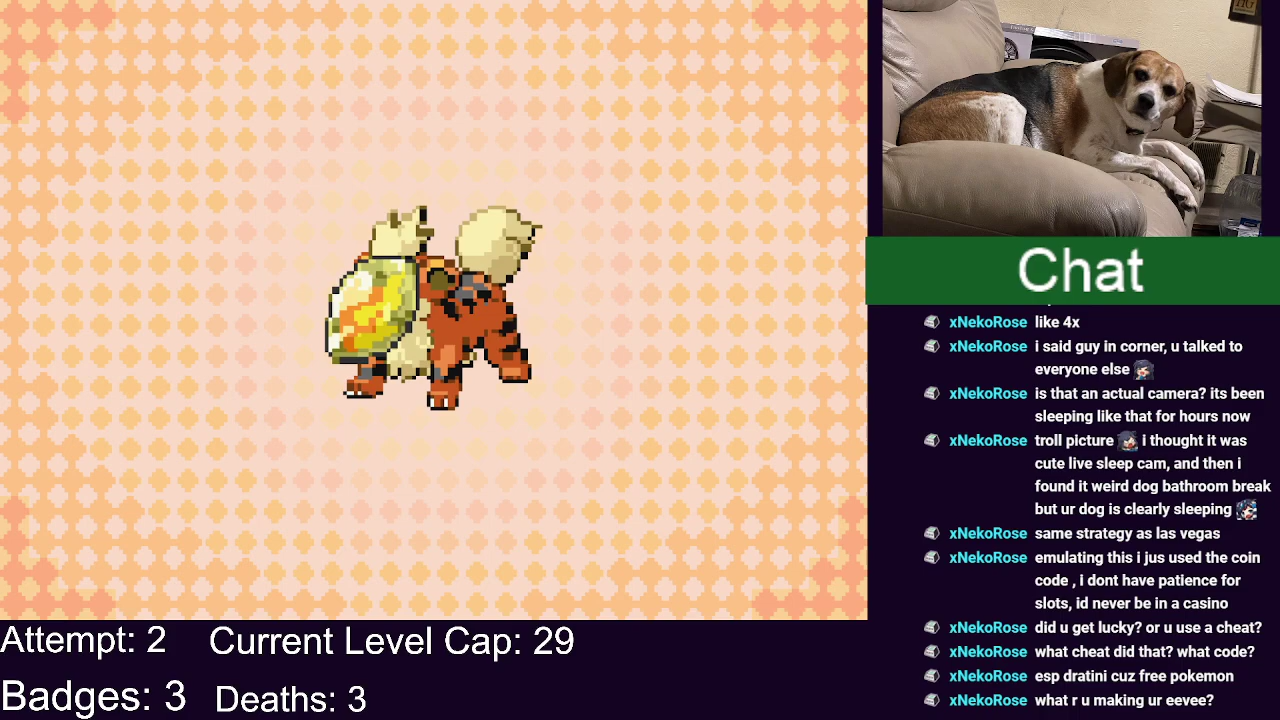 Chat
xNekoRose like 4x
xNekoRose i said guy in corner, u talked to
everyone else
xNekoRose is that an actual camera? its been
sleeping like that for hours now
xNekoRose troll picture i thought it was
cute live sleep cam, and then i
found it weird dog bathroom break
but ur dog is clearly sleeping
xNekoRose same strategy as las vegas
xNekoRose emulating this i jus used the coin
code , i dont have patience for
slots, id never be in a casino
xNekoRose did u get lucky? or u use a cheat?
xNekoRose what cheat did that? what code?
xNekoRose esp dratini cuz free pokemon
xNekoRose what r u making ur eevee?
Attempt: 2 Current Level Cap: 29
Badges: 3 Deaths: 3